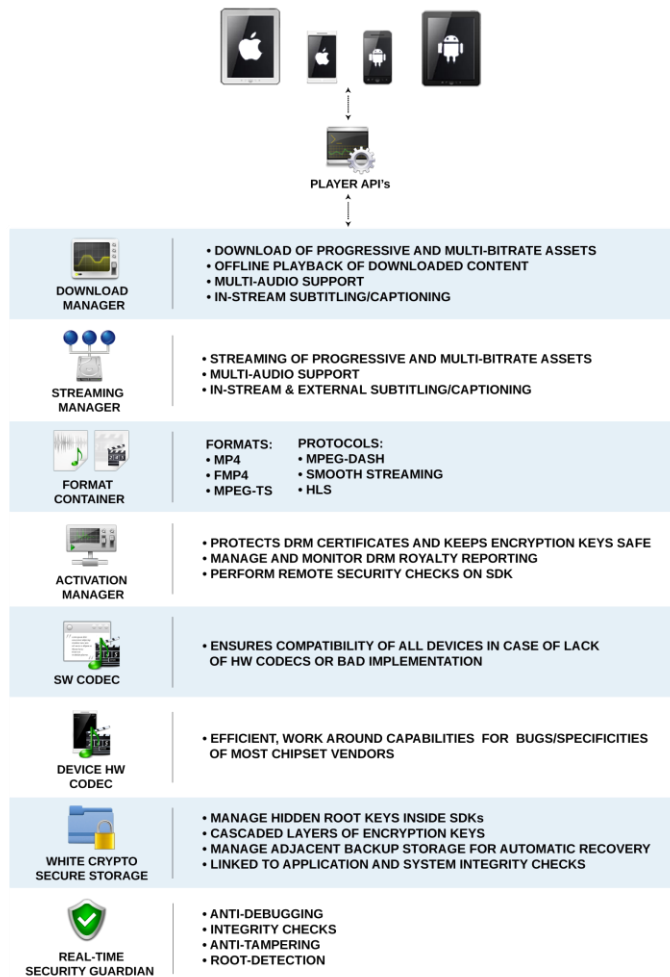 PLAYER API's
DOWNLOAD
MANAGER
• DOWNLOAD OF PROGRESSIVE AND MULTI-BITRATE ASSETS
• OFFLINE PLAYBACK OF DOWNLOADED CONTENT
• MULTI-AUDIO SUPPORT
• IN-STREAM SUBTITLING/CAPTIONING
STREAMING
MANAGER
• STREAMING OF PROGRESSIVE AND MULTI-BITRATE ASSETS
• MULTI-AUDIO SUPPORT
• IN-STREAM & EXTERNAL SUBTITLING/CAPTIONING
FORMAT
CONTAINER
FORMATS:
• MP4
• FMP4
• MPEG-TS
PROTOCOLS:
• MPEG-DASH
• SMOOTH STREAMING
• HLS
ACTIVATION
MANAGER
• PROTECTS DRM CERTIFICATES AND KEEPS ENCRYPTION KEYS SAFE
• MANAGE AND MONITOR DRM ROYALTY REPORTING
• PERFORM REMOTE SECURITY CHECKS ON SDK
SW CODEC
• ENSURES COMPATIBILITY OF ALL DEVICES IN CASE OF LACK
OF HW CODECS OR BAD IMPLEMENTATION
DEVICE HW
CODEC
• EFFICIENT, WORK AROUND CAPABILITIES FOR BUGS/SPECIFICITIES
OF MOST CHIPSET VENDORS
WHITE CRYPTO
SECURE STORAGE
• MANAGE HIDDEN ROOT KEYS INSIDE SDKs
• CASCADED LAYERS OF ENCRYPTION KEYS
• MANAGE ADJACENT BACKUP STORAGE FOR AUTOMATIC RECOVERY
• LINKED TO APPLICATION AND SYSTEM INTEGRITY CHECKS
REAL-TIME
SECURITY GUARDIAN
• ANTI-DEBUGGING
• INTEGRITY CHECKS
• ANTI-TAMPERING
• ROOT-DETECTION